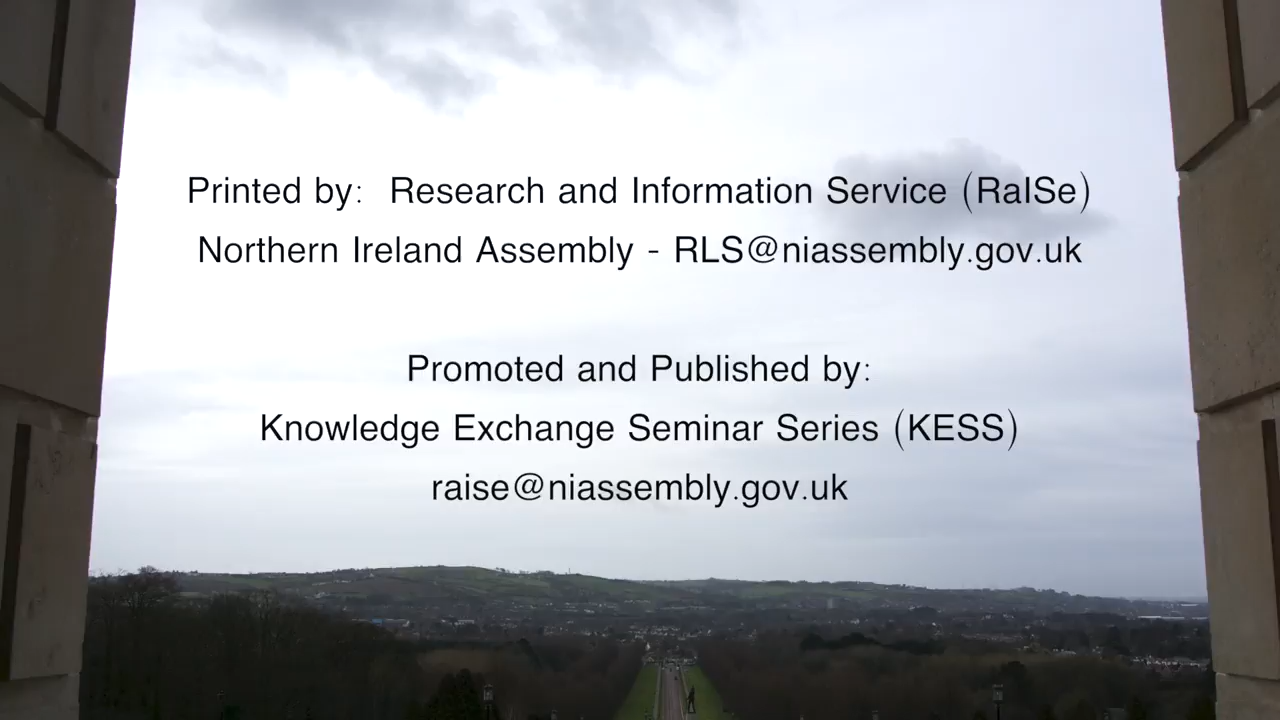 Printed by:  Research and Information Service (RaISe)
Northern Ireland Assembly - RLS@niassembly.gov.uk
Promoted and Published by:
Knowledge Exchange Seminar Series (KESS)
raise@niassembly.gov.uk